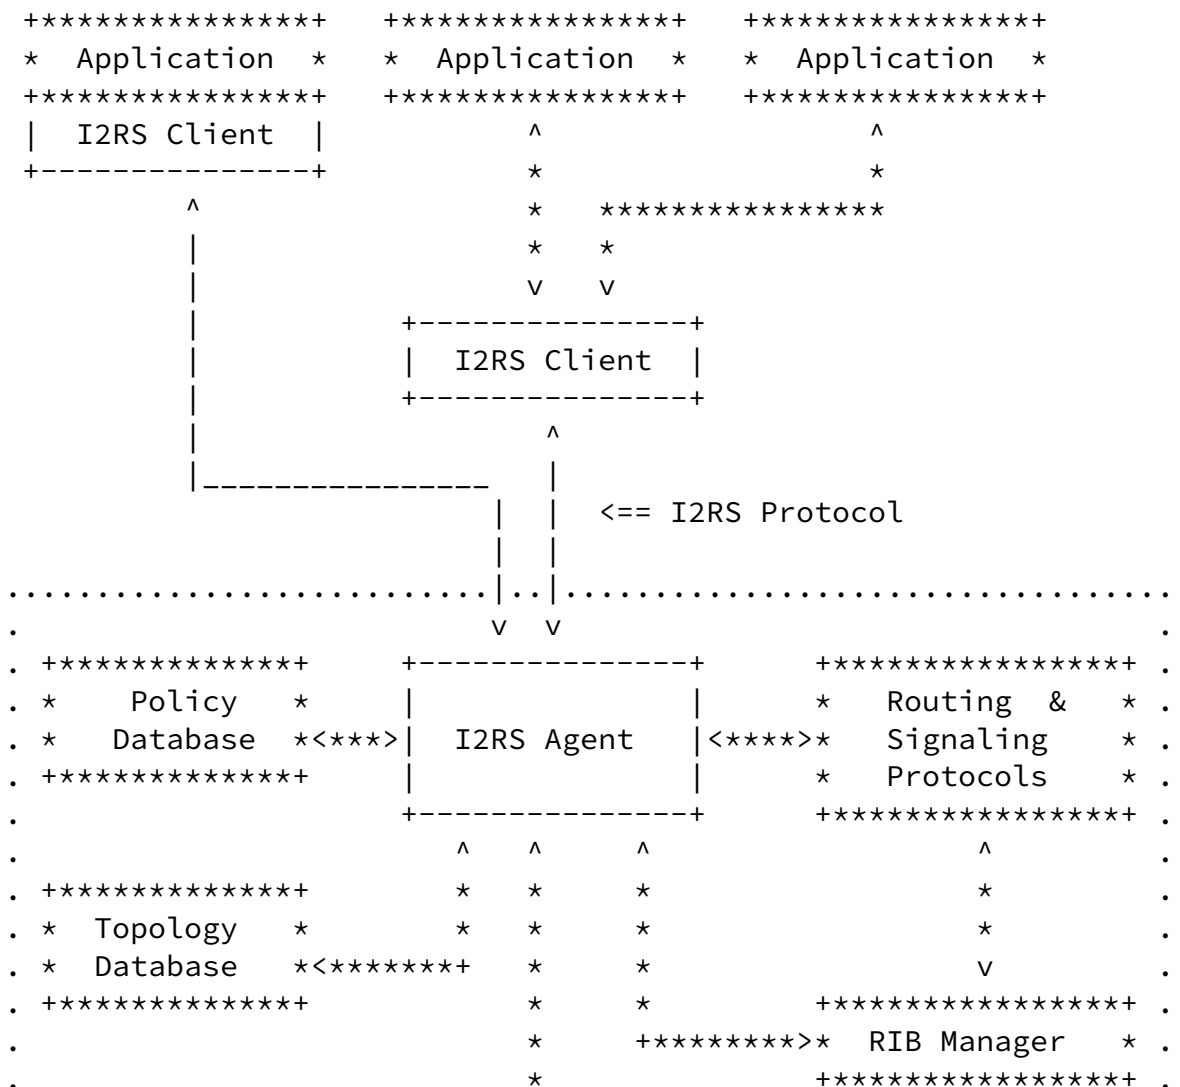 Application Application Application
I2RS Client
I2RS Client
<== I2RS Protocol
Policy Routing &
Database I2RS Agent Signaling
Protocols
Topology
Database
RIB Manager